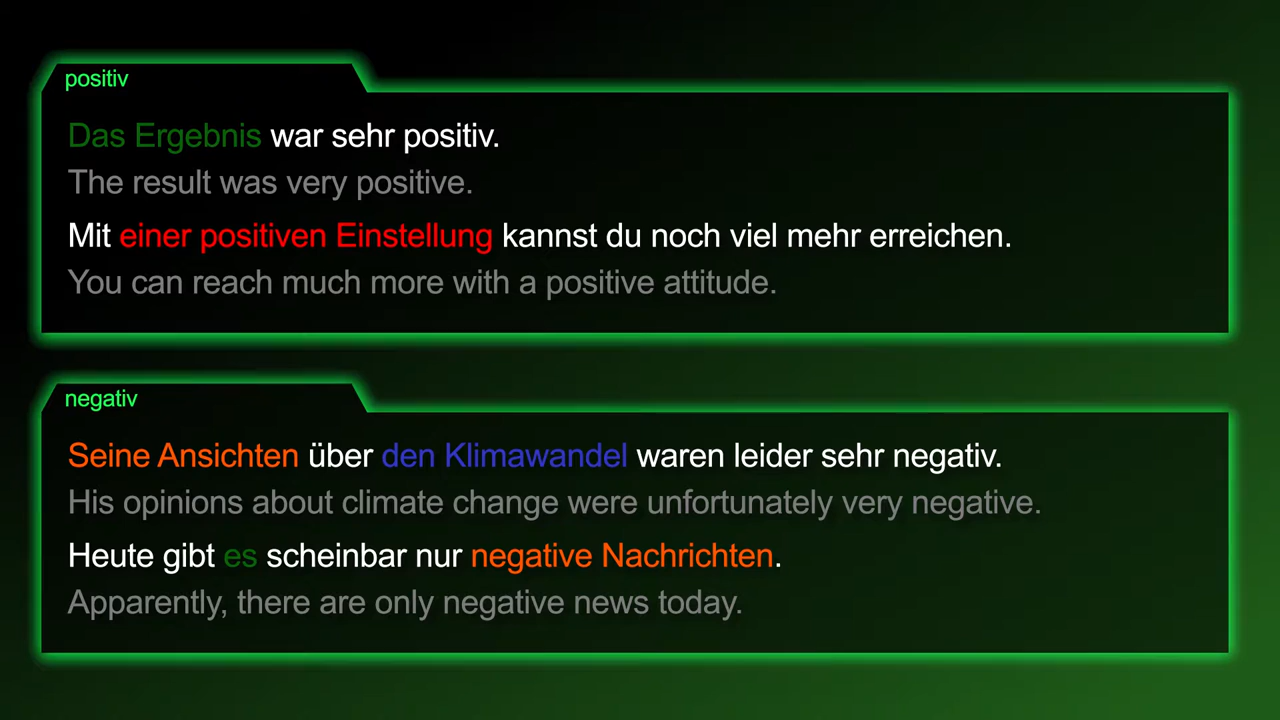 positiv
Das Ergebnis war sehr positiv.
The result was very positive.
Mit einer positiven Einstellung kannst du noch viel mehr erreichen.
You can reach much more with a positive attitude.
negativ
Seine Ansichten über den Klimawandel waren leider sehr negativ.
His opinions about climate change were unfortunately very negative.
Heute gibt es scheinbar nur negative Nachrichten.
Apparently, there are only negative news today.